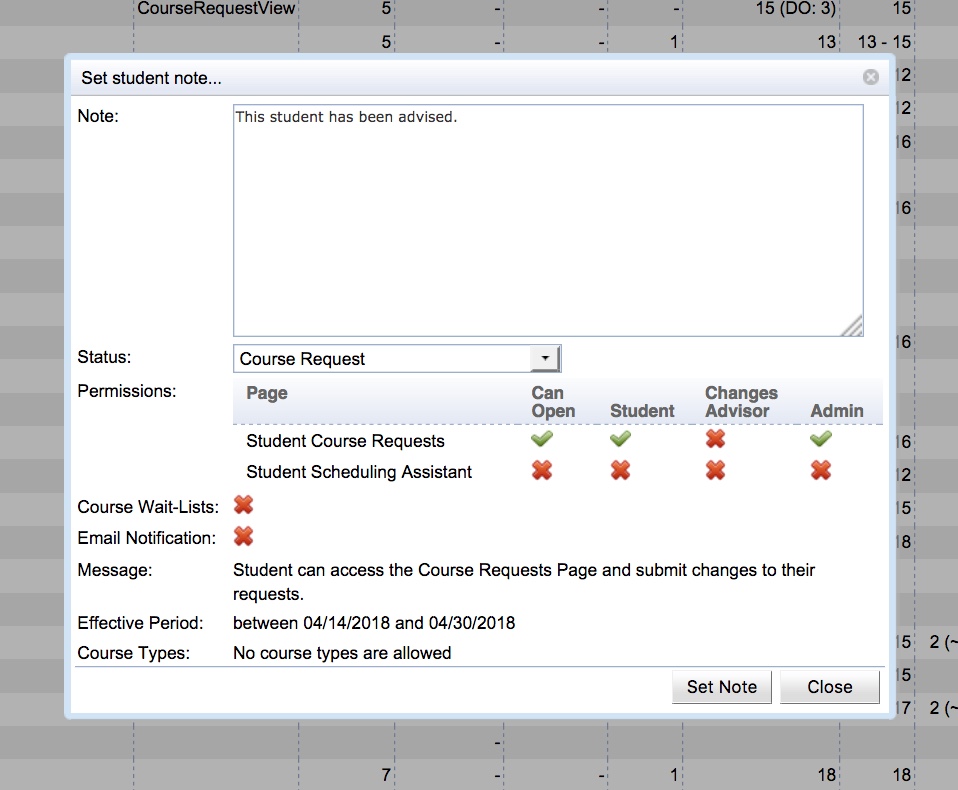 CourseRequestView 5 - - - 15 (DO: 3) 15
5 - - 1 13 13 - 15
Set student note...
12
Note: This student has been advised.
12
16
16
16
Status: Course Request
Permissions: Page Can Open Student Changes Advisor Admin
Student Course Requests
16
Student Scheduling Assistant
12
Course Wait-Lists:
15
Email Notification:
18
Message: Student can access the Course Requests Page and submit changes to their
requests.
Effective Period: between 04/14/2018 and 04/30/2018
15 2 (~
Course Types: No course types are allowed
15
Set Note Close
17 2 (~
-
7 - - 1 18 18